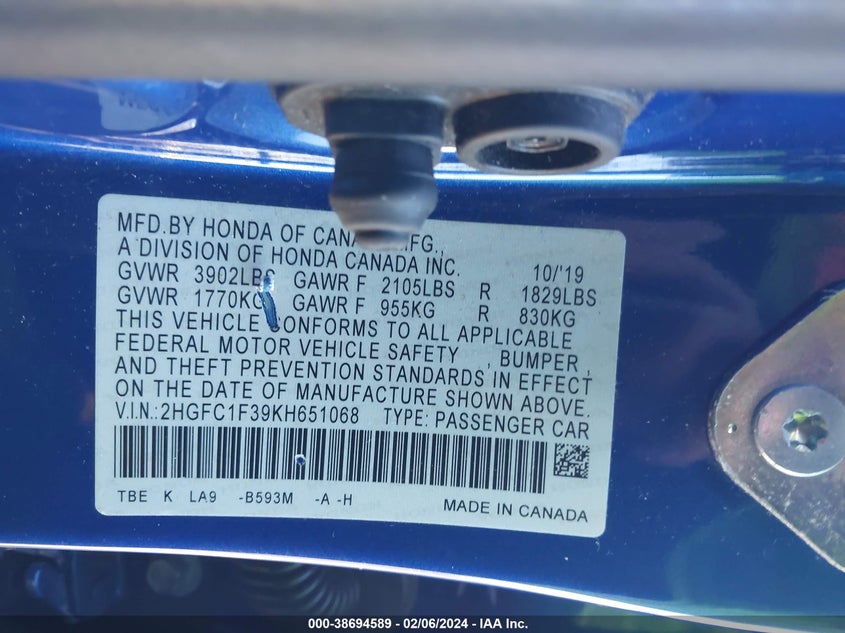 MFD.BY HONDA OF CANA MFG.,
A DIVISION OF HONDA CANADA INC. 10/'19
GVWR 3902LBS GAWR F 2105LBS R 1829LBS
GVWR 1770KG GAWR F 955KG R 830KG
THIS VEHICLE CONFORMS TO ALL APPLICABLE
FEDERAL MOTOR VEHICLE SAFETY , BUMPER,
AND THEFT PREVENTION STANDARDS IN EFFECT
ON THE DATE OF MANUFACTURE SHOWN ABOVE.
V.I.N.:2HGFC1F39KH651068 TYPE: PASSENGER CAR
TBE K LA9 -B593M -A -H MADE IN CANADA
000-38694589 - 02/06/2024 - IAA Inc.